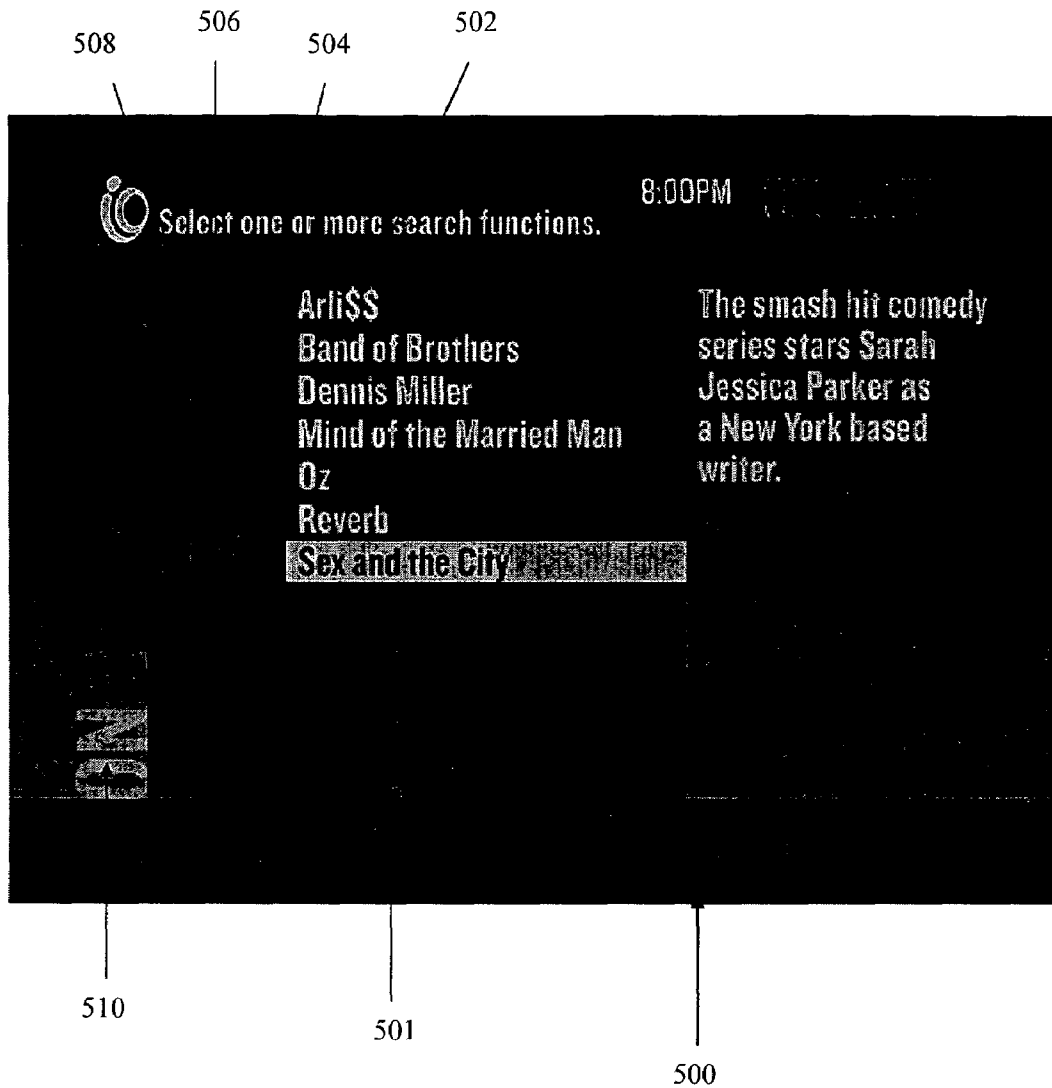 508 506 504 502
8:00PM
Select one or more search functions.
Arli$$
Band of Brothers
Dennis Miller
Mind of the Married Man
Oz
Reverb
Sex and the City
The smash hit comedy
series stars Sarah
Jessica Parker as
a New York based
writer.
510 501 500